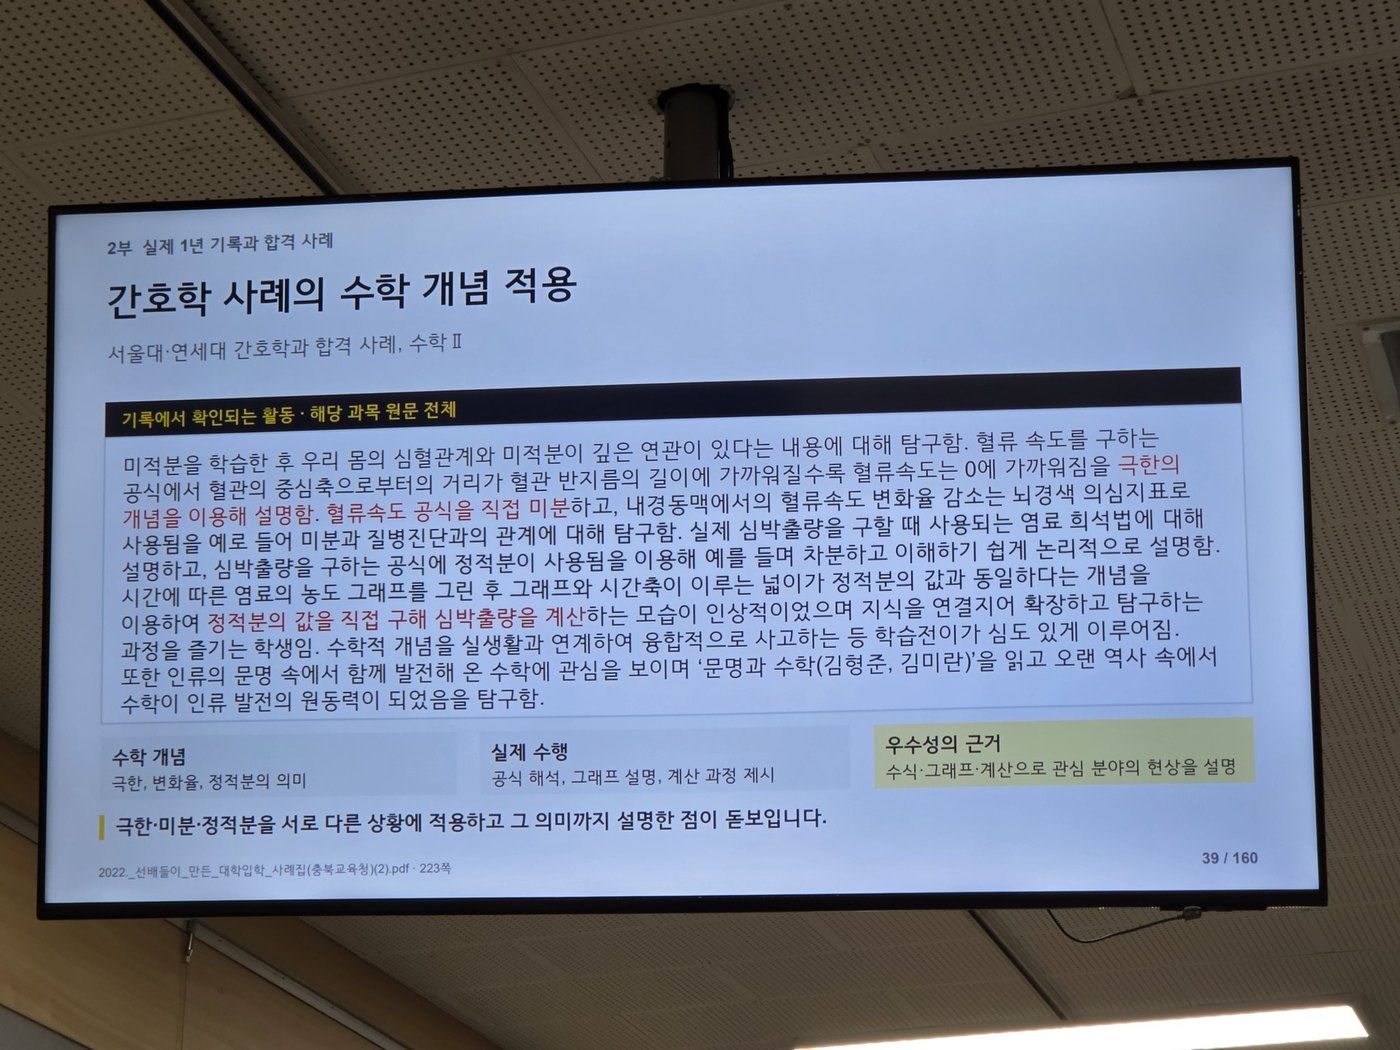 2부 실제 1년 기록과 합격 사례
간호학 사례의 수학 개념 적용
서울대·연세대 간호학과 합격 사례, 수학Ⅱ
기록에서 확인되는 활동 · 해당 과목 원문 전체
미적분을 학습한 후 우리 몸의 심혈관계와 미적분이 깊은 연관이 있다는 내용에 대해 탐구함. 혈류 속도를 구하는
공식에서 혈관의 중심축으로부터의 거리가 혈관 반지름의 길이에 가까워질수록 혈류속도는 0에 가까워짐을 극한의
개념을 이용해 설명함. 혈류속도 공식을 직접 미분하고, 내경동맥에서의 혈류속도 변화율 감소는 뇌경색 의심지표로
사용됨을 예로 들어 미분과 질병진단과의 관계에 대해 탐구함. 실제 심박출량을 구할 때 사용되는 염료 희석법에 대해
설명하고, 심박출량을 구하는 공식에 정적분이 사용됨을 이용해 예를 들며 차분하고 이해하기 쉽게 논리적으로 설명함.
시간에 따른 염료의 농도 그래프를 그린 후 그래프와 시간축이 이루는 넓이가 정적분의 값과 동일하다는 개념을
이용하여 정적분의 값을 직접 구해 심박출량을 계산하는 모습이 인상적이었으며 지식을 연결지어 확장하고 탐구하는
과정을 즐기는 학생임. 수학적 개념을 실생활과 연계하여 융합적으로 사고하는 등 학습전이가 심도 있게 이루어짐.
또한 인류의 문명 속에서 함께 발전해 온 수학에 관심을 보이며 ‘문명과 수학(김형준, 김미란)’을 읽고 오랜 역사 속에서
수학이 인류 발전의 원동력이 되었음을 탐구함.
수학 개념
극한, 변화율, 정적분의 의미
실제 수행
공식 해석, 그래프 설명, 계산 과정 제시
우수성의 근거
수식·그래프·계산으로 관심 분야의 현상을 설명
극한·미분·정적분을 서로 다른 상황에 적용하고 그 의미까지 설명한 점이 돋보입니다.
2022._선배들이_만든_대학입학_사례집(충북교육청)(2).pdf · 223쪽
39 / 160